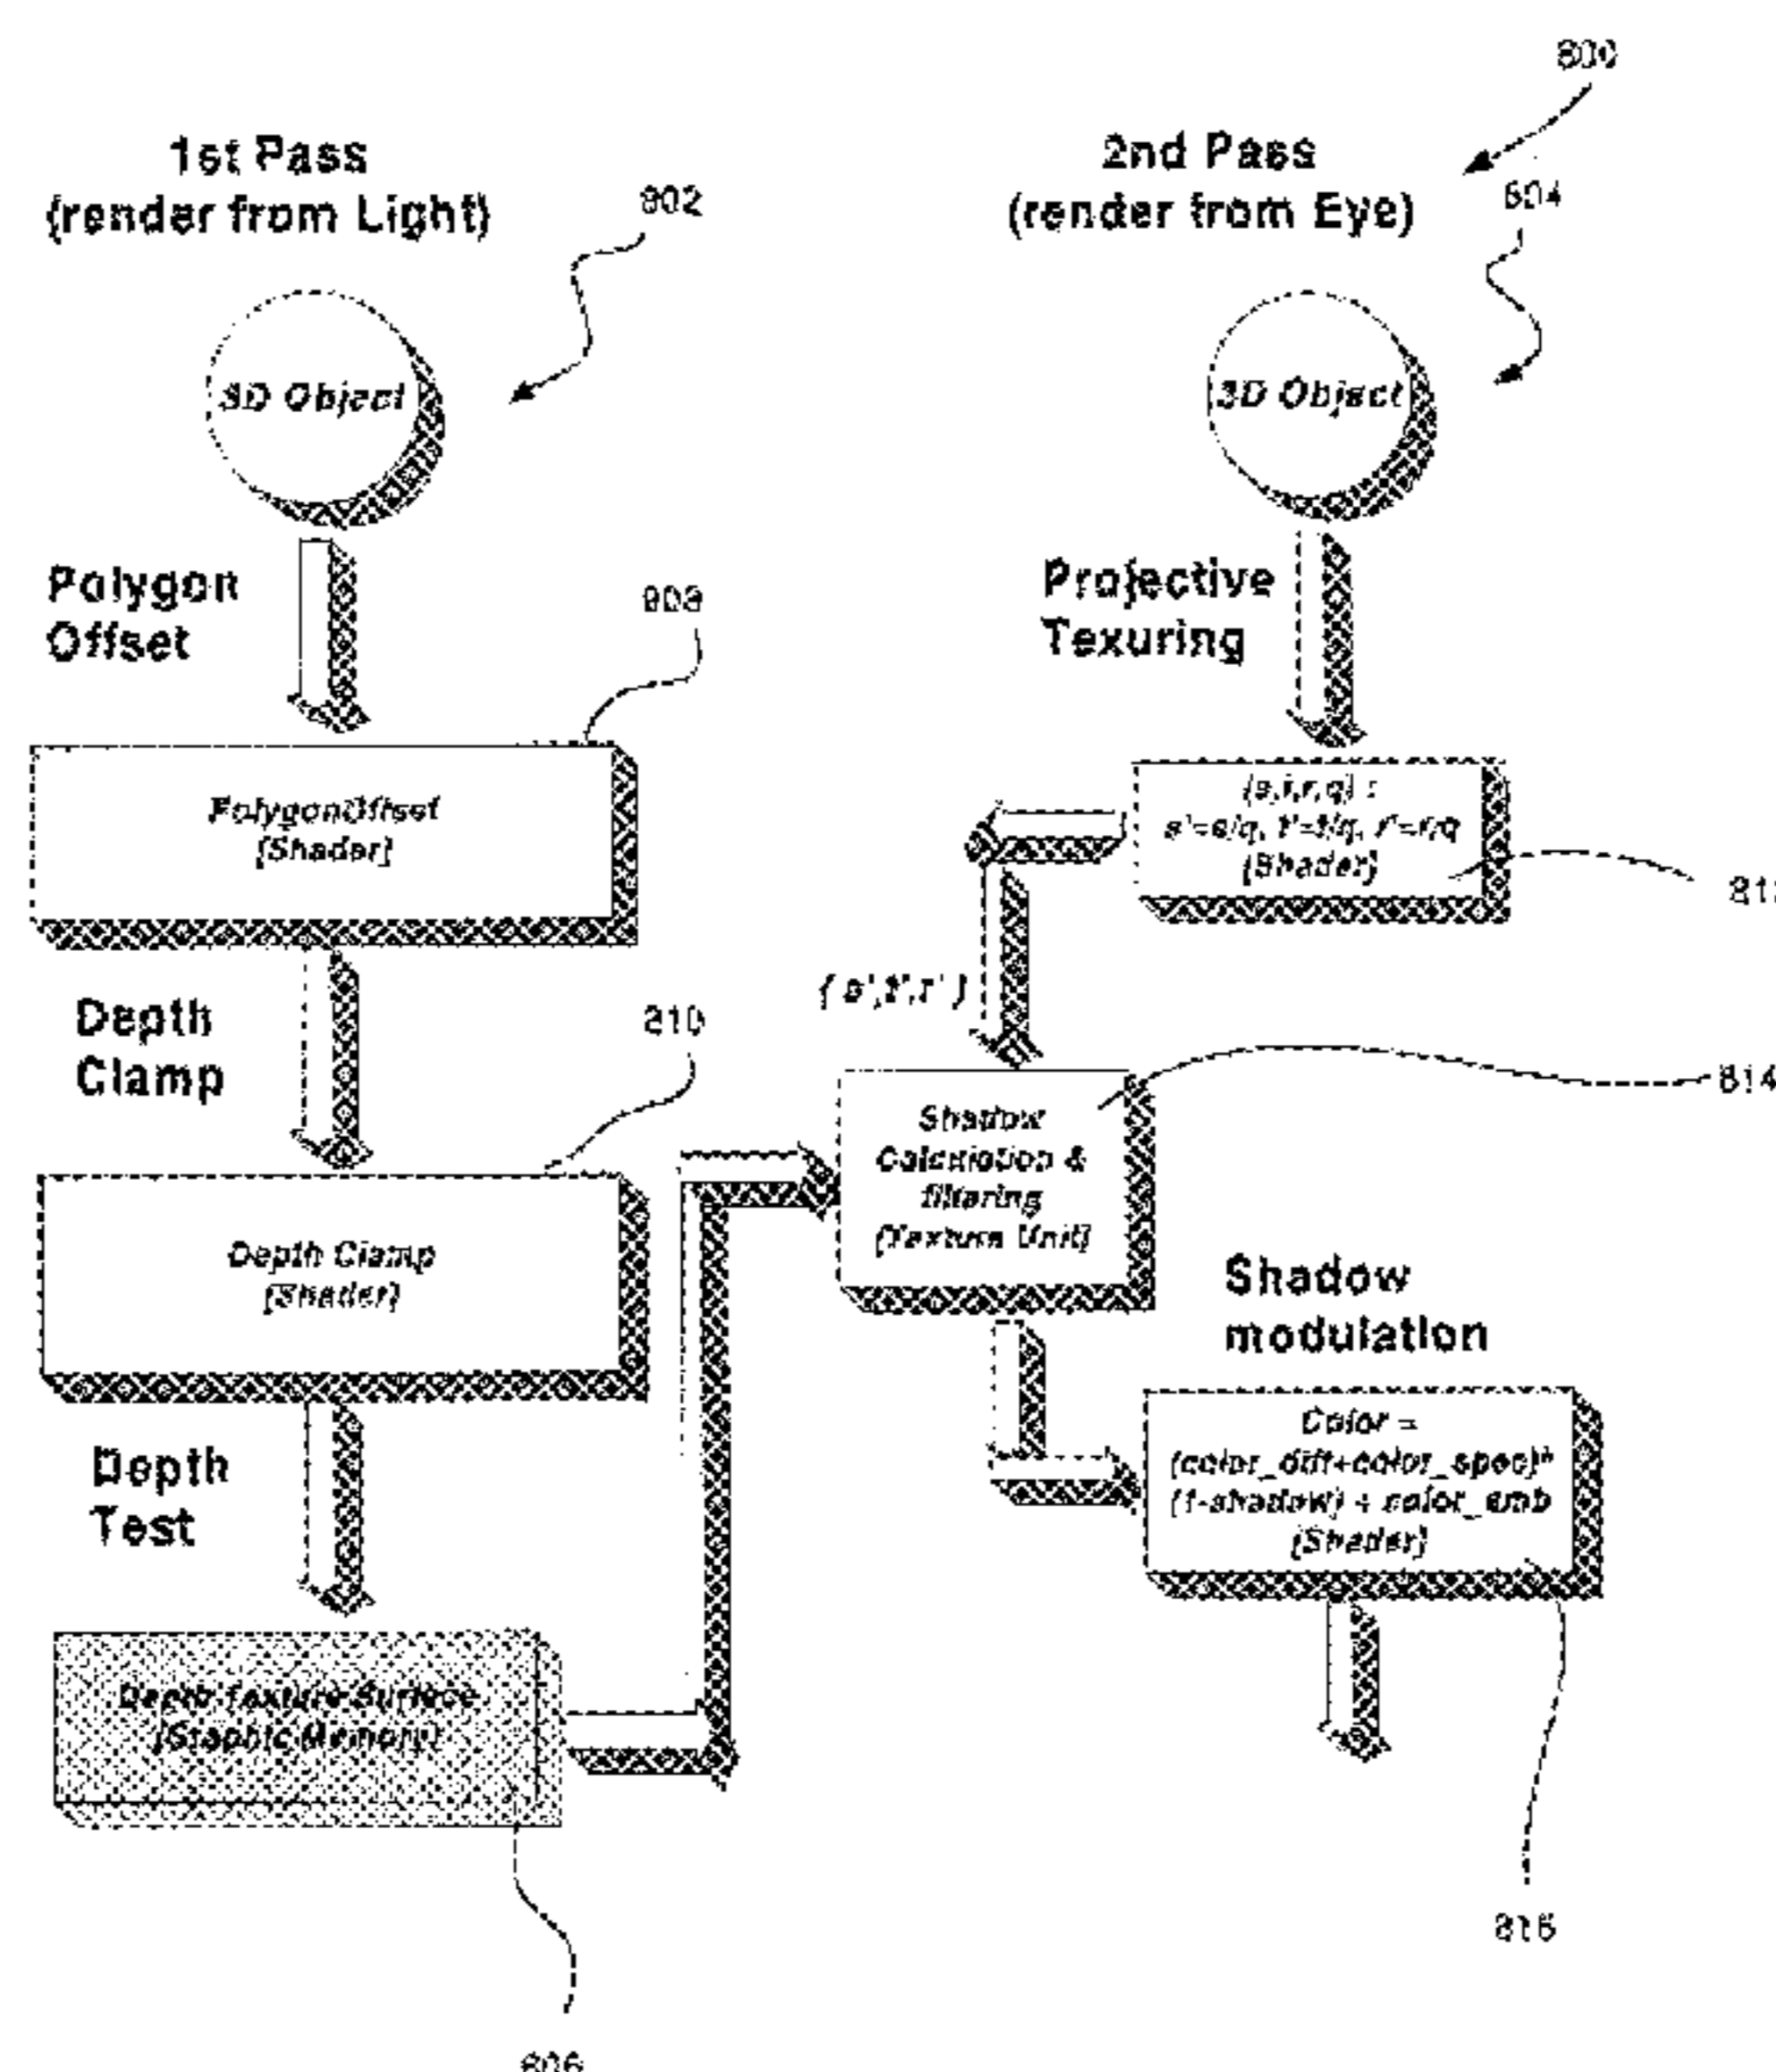 800
1st Pass
(render from Light)
802
2nd Pass
(render from Eye)
804
3D Object
3D Object
Polygon
Offset
808
Projective
Texuring
PolygonOffset
[Shader]
(s,t,r,q) :
s'=s/q, t'=t/q, r'=r/q
[Shader]
Depth
Clamp
810
( s',t',r' )
814
Shadow
Calculation &
filtering
[Texture Unit]
Depth Clamp
[Shader]
Shadow
modulation
Color =
(color_diff+color_spec)*
(1-shadow) + color_amb
[Shader]
Depth
Test
Depth Texture Surface
[Graphic Memory]
816
806